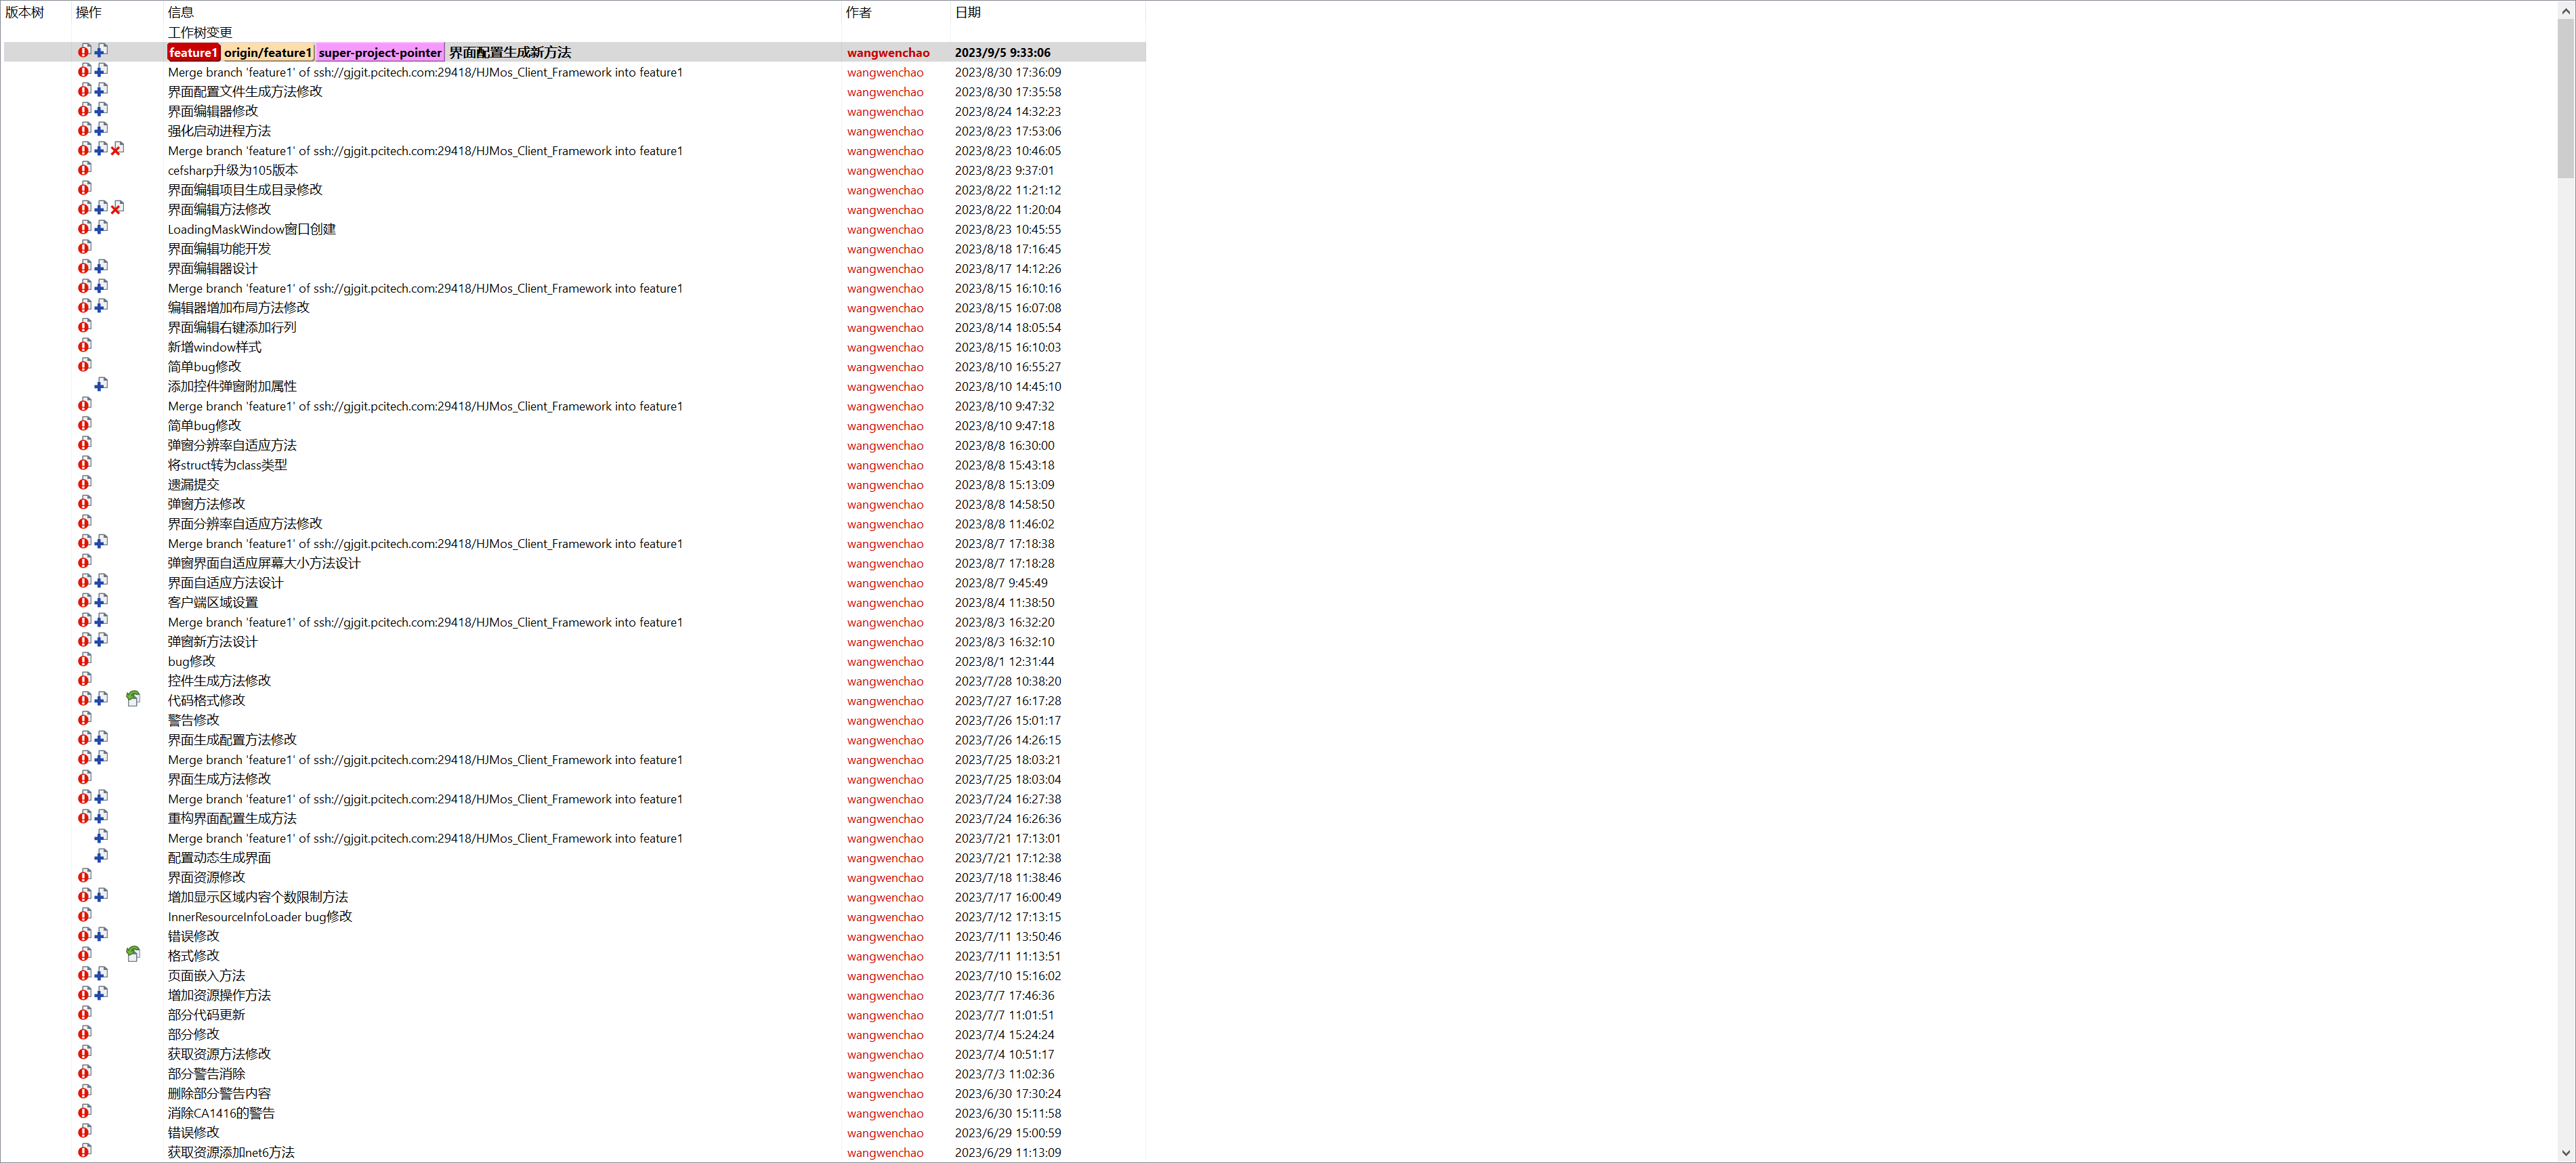 版本树 操作 信息 作者 日期
工作树变更
feature1 origin/feature1 super-project-pointer 界面配置生成新方法 wangwenchao 2023/9/5 9:33:06
Merge branch 'feature1' of ssh://gjgit.pcitech.com:29418/HJMos_Client_Framework into feature1 wangwenchao 2023/8/30 17:36:09
界面配置文件生成方法修改 wangwenchao 2023/8/30 17:35:58
界面编辑器修改 wangwenchao 2023/8/24 14:32:23
强化启动进程方法 wangwenchao 2023/8/23 17:53:06
Merge branch 'feature1' of ssh://gjgit.pcitech.com:29418/HJMos_Client_Framework into feature1 wangwenchao 2023/8/23 10:46:05
cefsharp升级为105版本 wangwenchao 2023/8/23 9:37:01
界面编辑项目生成目录修改 wangwenchao 2023/8/22 11:21:12
界面编辑方法修改 wangwenchao 2023/8/22 11:20:04
LoadingMaskWindow窗口创建 wangwenchao 2023/8/23 10:45:55
界面编辑功能开发 wangwenchao 2023/8/18 17:16:45
界面编辑器设计 wangwenchao 2023/8/17 14:12:26
Merge branch 'feature1' of ssh://gjgit.pcitech.com:29418/HJMos_Client_Framework into feature1 wangwenchao 2023/8/15 16:10:16
编辑器增加布局方法修改 wangwenchao 2023/8/15 16:07:08
界面编辑右键添加行列 wangwenchao 2023/8/14 18:05:54
新增window样式 wangwenchao 2023/8/15 16:10:03
简单bug修改 wangwenchao 2023/8/10 16:55:27
添加控件弹窗附加属性 wangwenchao 2023/8/10 14:45:10
Merge branch 'feature1' of ssh://gjgit.pcitech.com:29418/HJMos_Client_Framework into feature1 wangwenchao 2023/8/10 9:47:32
简单bug修改 wangwenchao 2023/8/10 9:47:18
弹窗分辨率自适应方法 wangwenchao 2023/8/8 16:30:00
将struct转为class类型 wangwenchao 2023/8/8 15:43:18
遗漏提交 wangwenchao 2023/8/8 15:13:09
弹窗方法修改 wangwenchao 2023/8/8 14:58:50
界面分辨率自适应方法修改 wangwenchao 2023/8/8 11:46:02
Merge branch 'feature1' of ssh://gjgit.pcitech.com:29418/HJMos_Client_Framework into feature1 wangwenchao 2023/8/7 17:18:38
弹窗界面自适应屏幕大小方法设计 wangwenchao 2023/8/7 17:18:28
界面自适应方法设计 wangwenchao 2023/8/7 9:45:49
客户端区域设置 wangwenchao 2023/8/4 11:38:50
Merge branch 'feature1' of ssh://gjgit.pcitech.com:29418/HJMos_Client_Framework into feature1 wangwenchao 2023/8/3 16:32:20
弹窗新方法设计 wangwenchao 2023/8/3 16:32:10
bug修改 wangwenchao 2023/8/1 12:31:44
控件生成方法修改 wangwenchao 2023/7/28 10:38:20
代码格式修改 wangwenchao 2023/7/27 16:17:28
警告修改 wangwenchao 2023/7/26 15:01:17
界面生成配置方法修改 wangwenchao 2023/7/26 14:26:15
Merge branch 'feature1' of ssh://gjgit.pcitech.com:29418/HJMos_Client_Framework into feature1 wangwenchao 2023/7/25 18:03:21
界面生成方法修改 wangwenchao 2023/7/25 18:03:04
Merge branch 'feature1' of ssh://gjgit.pcitech.com:29418/HJMos_Client_Framework into feature1 wangwenchao 2023/7/24 16:27:38
重构界面配置生成方法 wangwenchao 2023/7/24 16:26:36
Merge branch 'feature1' of ssh://gjgit.pcitech.com:29418/HJMos_Client_Framework into feature1 wangwenchao 2023/7/21 17:13:01
配置动态生成界面 wangwenchao 2023/7/21 17:12:38
界面资源修改 wangwenchao 2023/7/18 11:38:46
增加显示区域内容个数限制方法 wangwenchao 2023/7/17 16:00:49
InnerResourceInfoLoader bug修改 wangwenchao 2023/7/12 17:13:15
错误修改 wangwenchao 2023/7/11 13:50:46
格式修改 wangwenchao 2023/7/11 11:13:51
页面嵌入方法 wangwenchao 2023/7/10 15:16:02
增加资源操作方法 wangwenchao 2023/7/7 17:46:36
部分代码更新 wangwenchao 2023/7/7 11:01:51
部分修改 wangwenchao 2023/7/4 15:24:24
获取资源方法修改 wangwenchao 2023/7/4 10:51:17
部分警告消除 wangwenchao 2023/7/3 11:02:36
删除部分警告内容 wangwenchao 2023/6/30 17:30:24
消除CA1416的警告 wangwenchao 2023/6/30 15:11:58
错误修改 wangwenchao 2023/6/29 15:00:59
获取资源添加net6方法 wangwenchao 2023/6/29 11:13:09